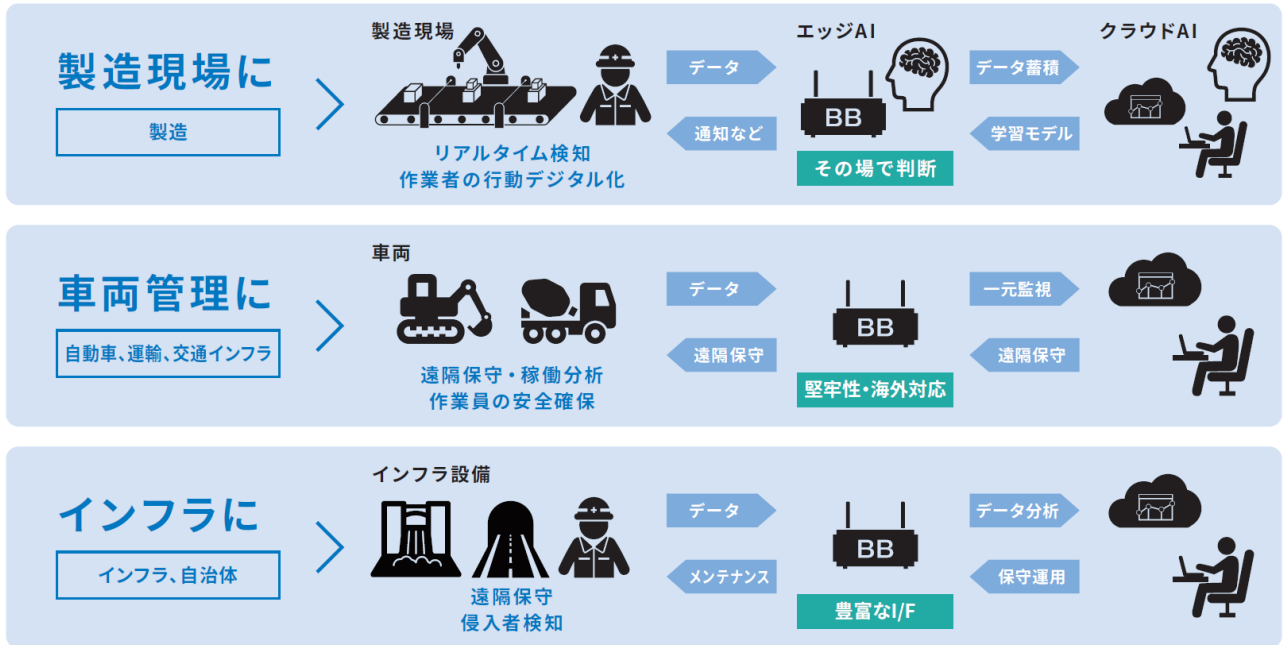 製造現場に
製造
製造現場
リアルタイム検知
作業者の行動デジタル化
データ
通知など
エッジAI
BB
その場で判断
データ蓄積
学習モデル
クラウドAI
車両管理に
自動車、運輸、交通インフラ
車両
遠隔保守・稼働分析
作業員の安全確保
データ
遠隔保守
BB
堅牢性・海外対応
一元監視
遠隔保守
インフラに
インフラ、自治体
インフラ設備
遠隔保守
侵入者検知
データ
メンテナンス
BB
豊富なI/F
データ分析
保守運用